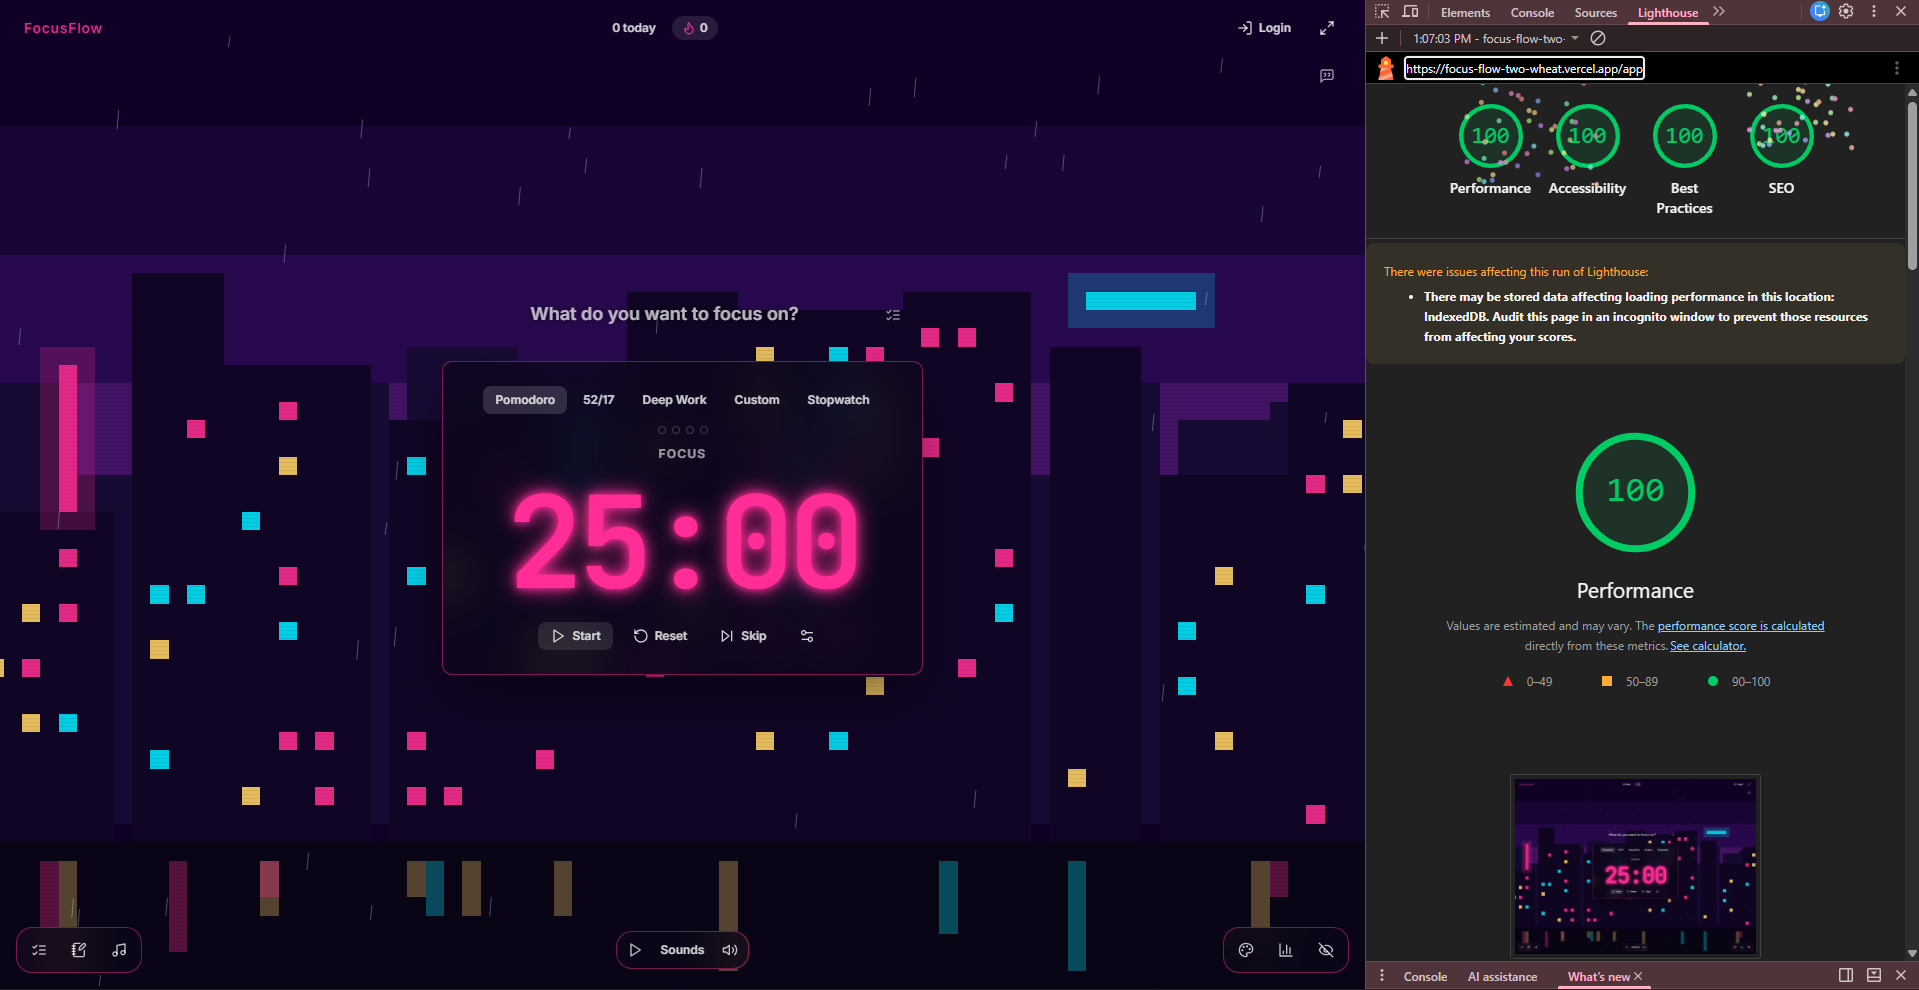 FocusFlow
0 today
0
Login
What do you want to focus on?
Pomodoro
52/17
Deep Work
Custom
Stopwatch
FOCUS
25:00
Start
Reset
Skip
Sounds
Elements
Console
Sources
Lighthouse
1:07:03 PM - focus-flow-two-
https://focus-flow-two-wheat.vercel.app/app
100
100
100
100
Performance
Accessibility
Best
Practices
SEO
There were issues affecting this run of Lighthouse:
There may be stored data affecting loading performance in this location:
IndexedDB. Audit this page in an incognito window to prevent those resources
from affecting your scores.
100
Performance
Values are estimated and may vary. The performance score is calculated
directly from these metrics. See calculator.
0–49
50–89
90–100
25:00
Console
AI assistance
What's new